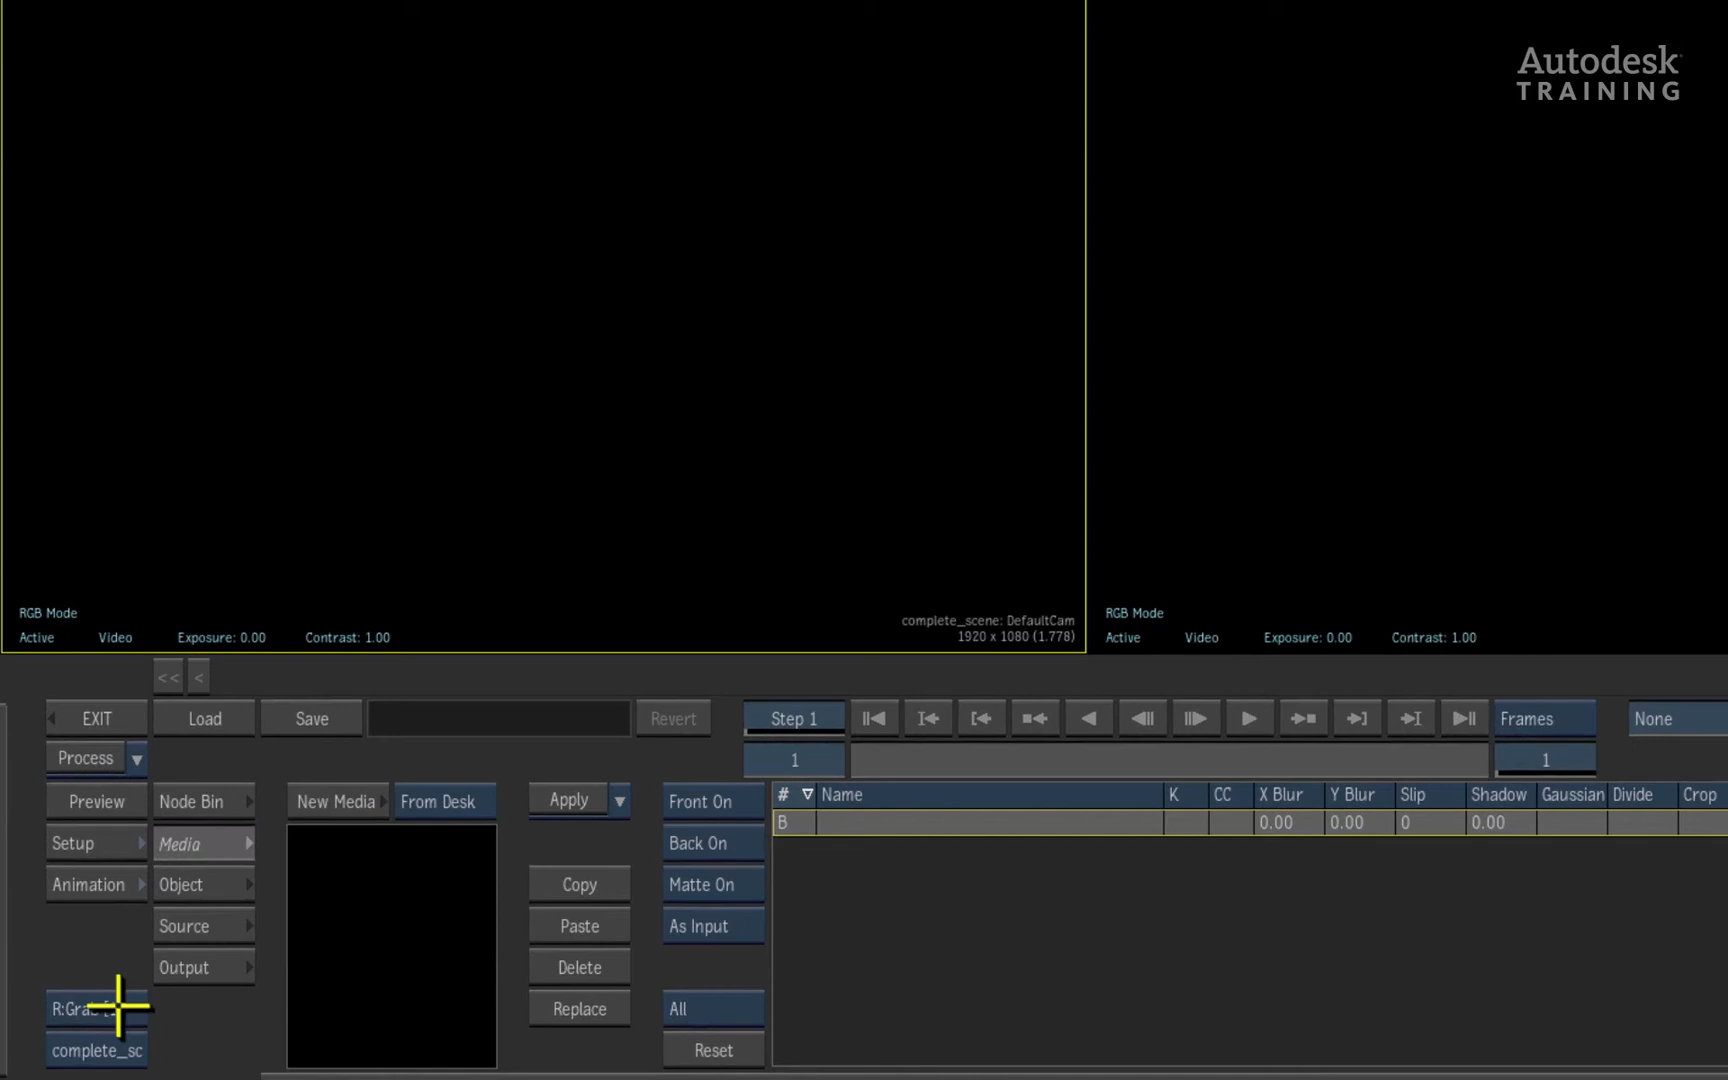 Autodesk
TRAINING
RGB Mode
Active Video Exposure: 0.00 Contrast: 1.00
complete_scene: DefaultCam
1920 x 1080 (1.778)
RGB Mode
Active Video Exposure: 0.00 Contrast: 1.00
<< <
EXIT Load Save Revert Step 1 Frames None
Process 1 1
Preview Node Bin New Media From Desk Apply Front On
# Name K CC X Blur Y Blur Slip Shadow Gaussian Divide Crop
B 0.00 0.00 0 0.00
Setup Media Back On
Animation Object Copy Matte On
Source Paste As Input
Output Delete
Replace All
complete_sc Reset